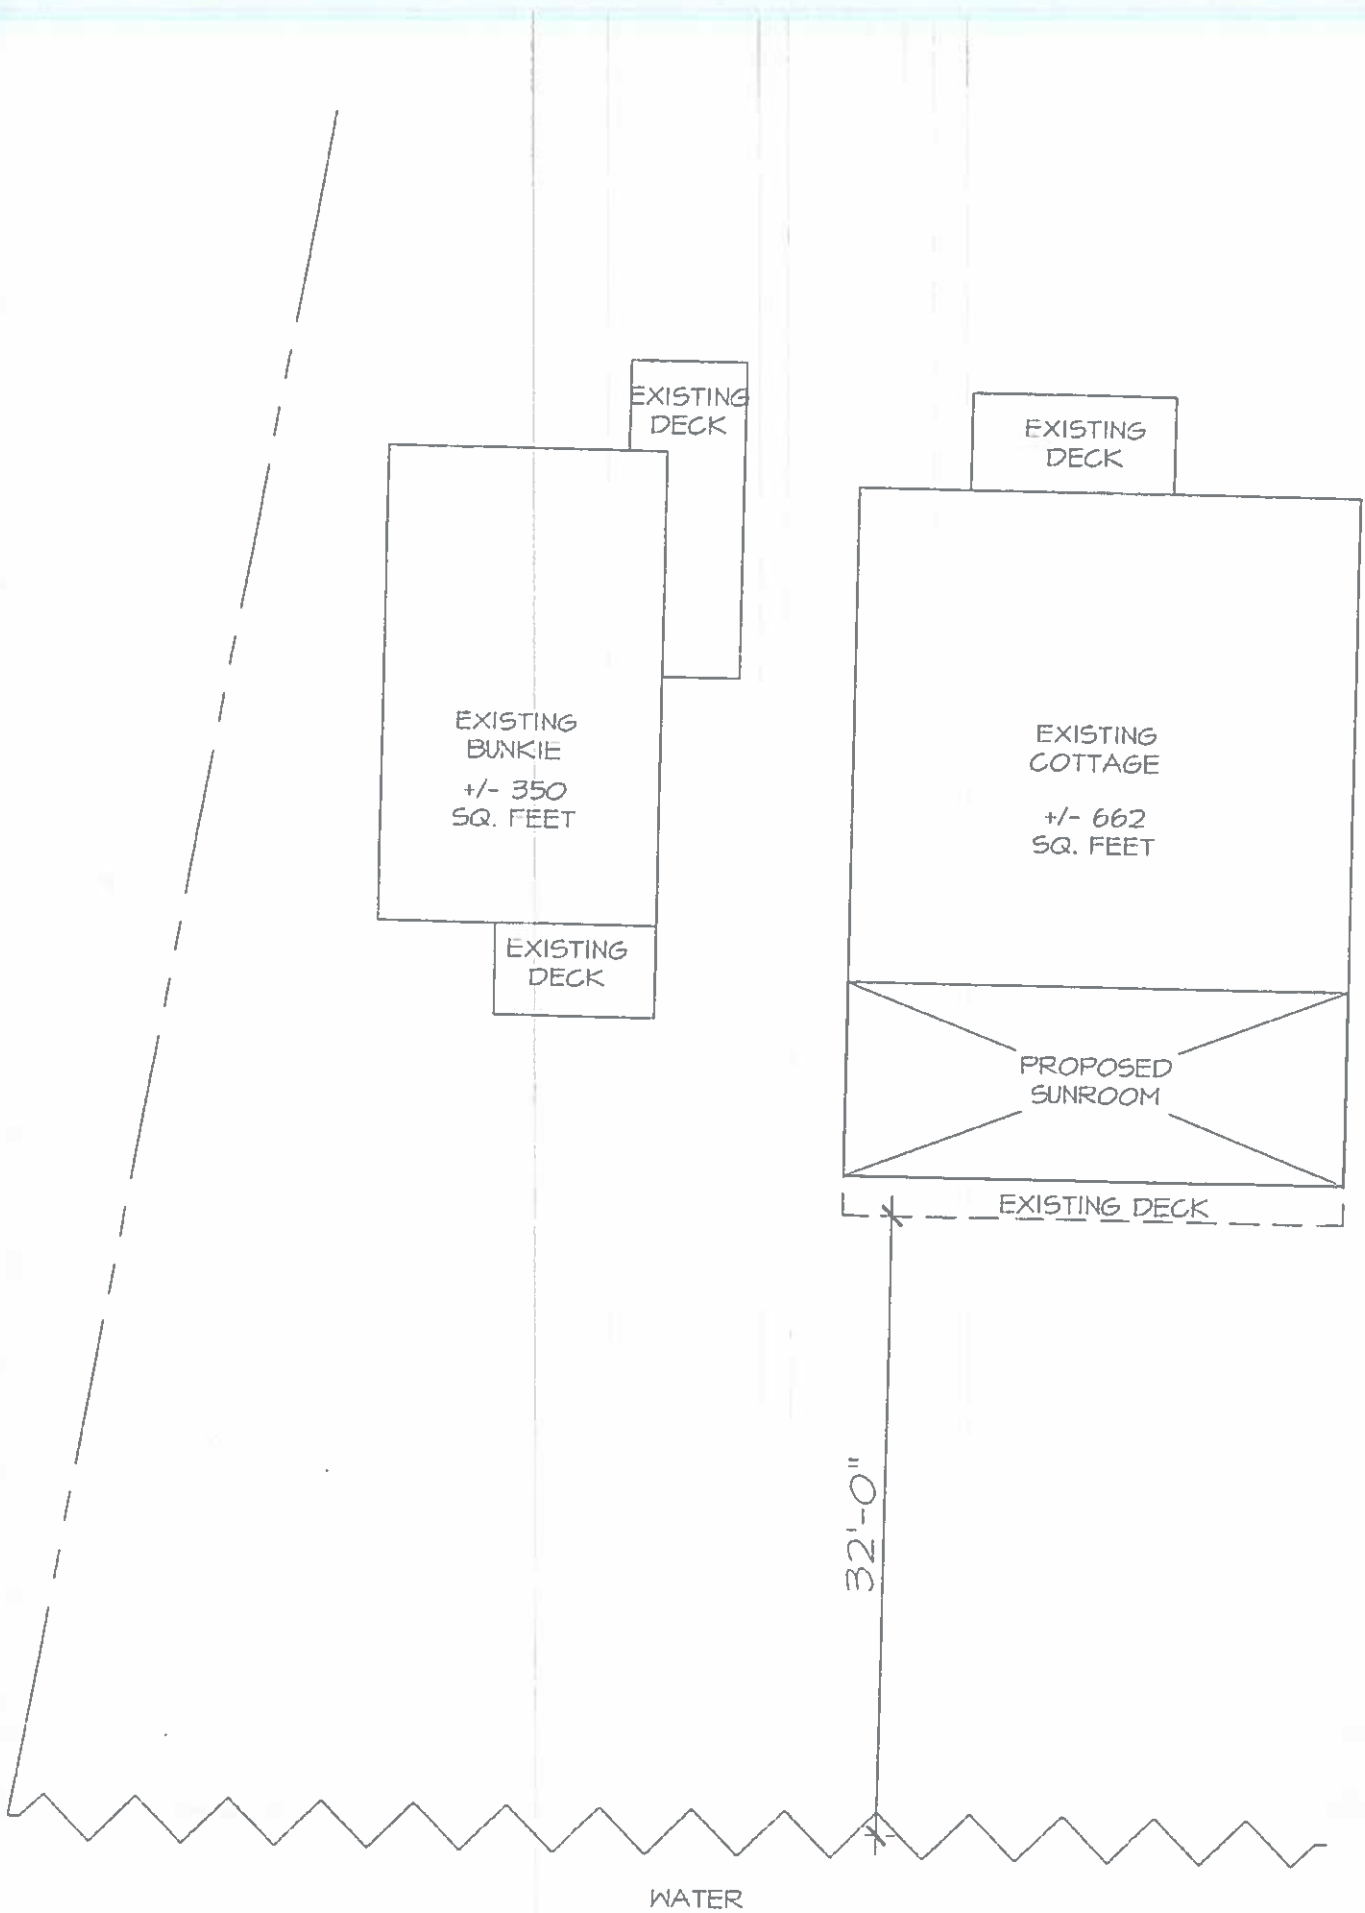 EXISTING
DECK
EXISTING
DECK
EXISTING
BUNKIE
+/- 350
SQ. FEET
EXISTING
COTTAGE
+/- 662
SQ. FEET
EXISTING
DECK
PROPOSED
SUNROOM
EXISTING DECK
32'-0"
WATER